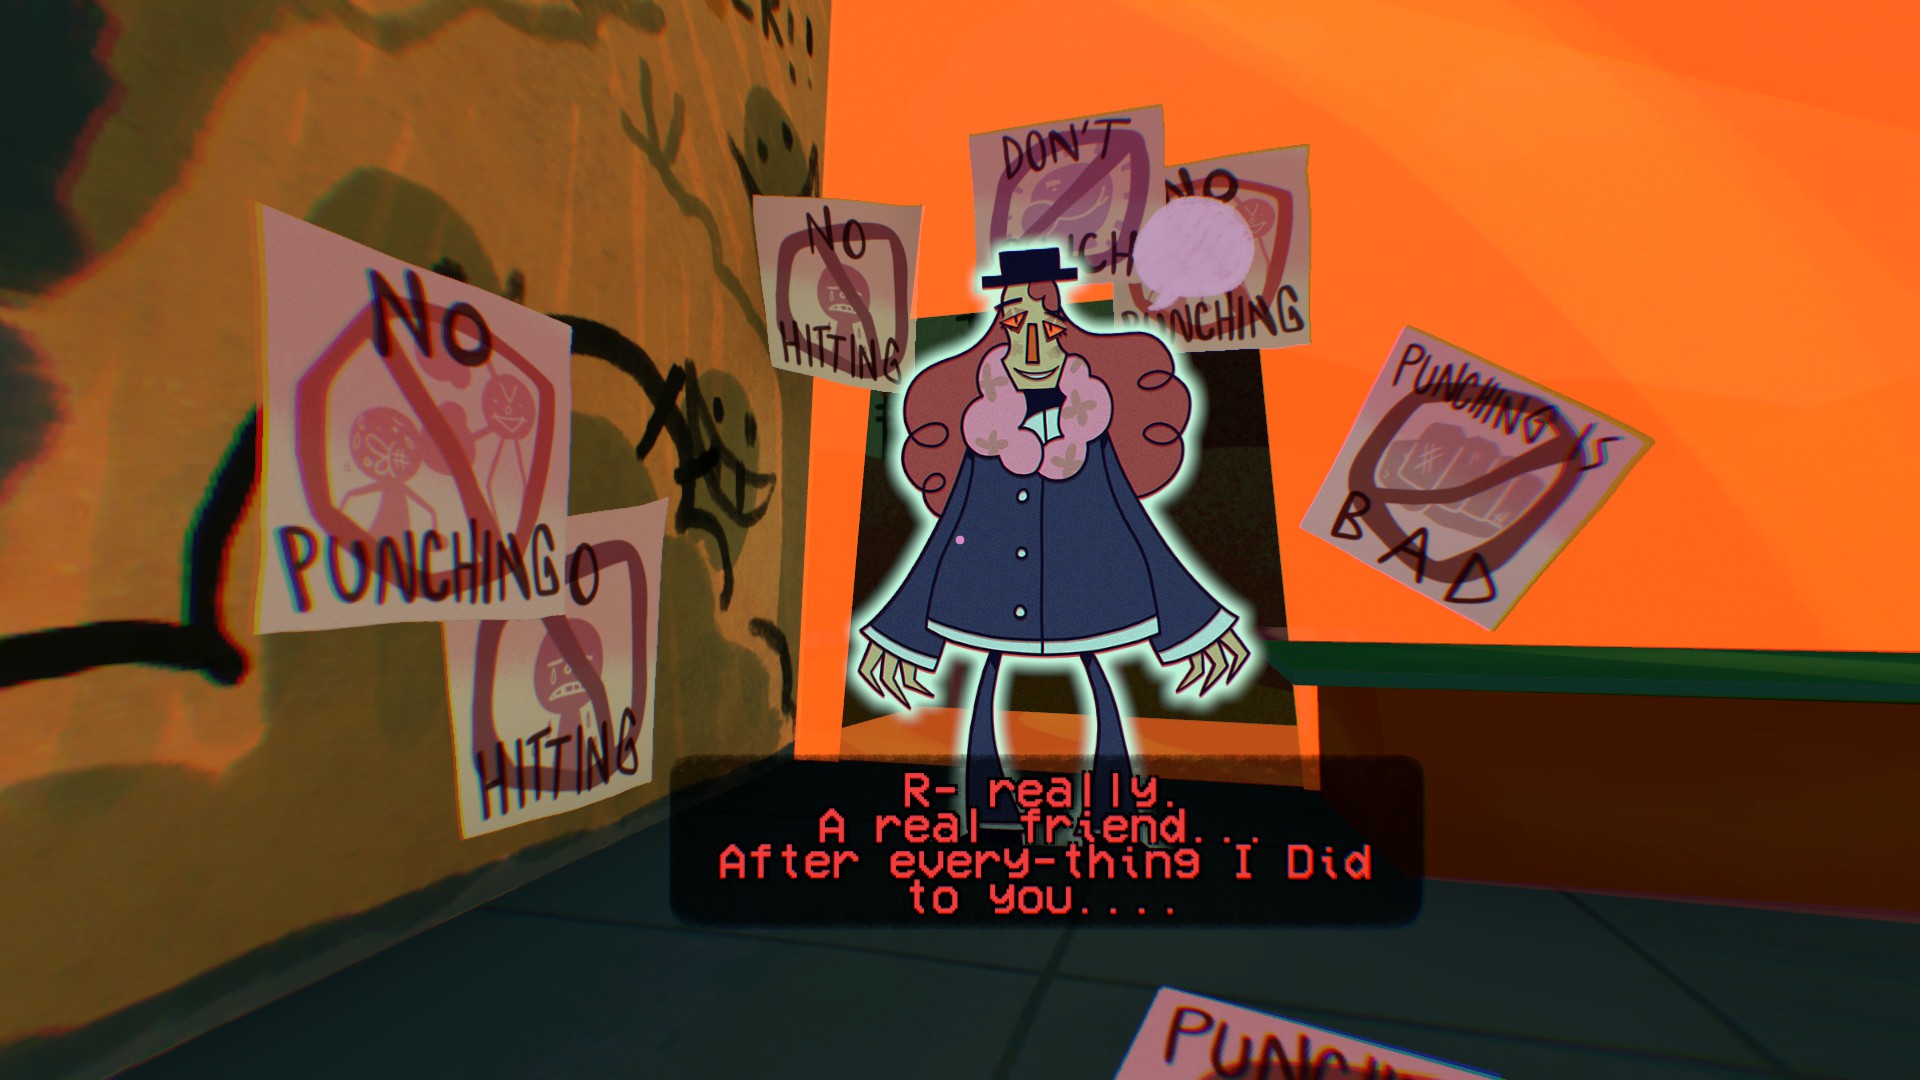 DON'T
NO
NO
HITTING
PUNCHING
PUNCHING IS
BAD
NO
PUNCHING
HITTING
R- really.
A real friend...
After every-thing I Did
to you....